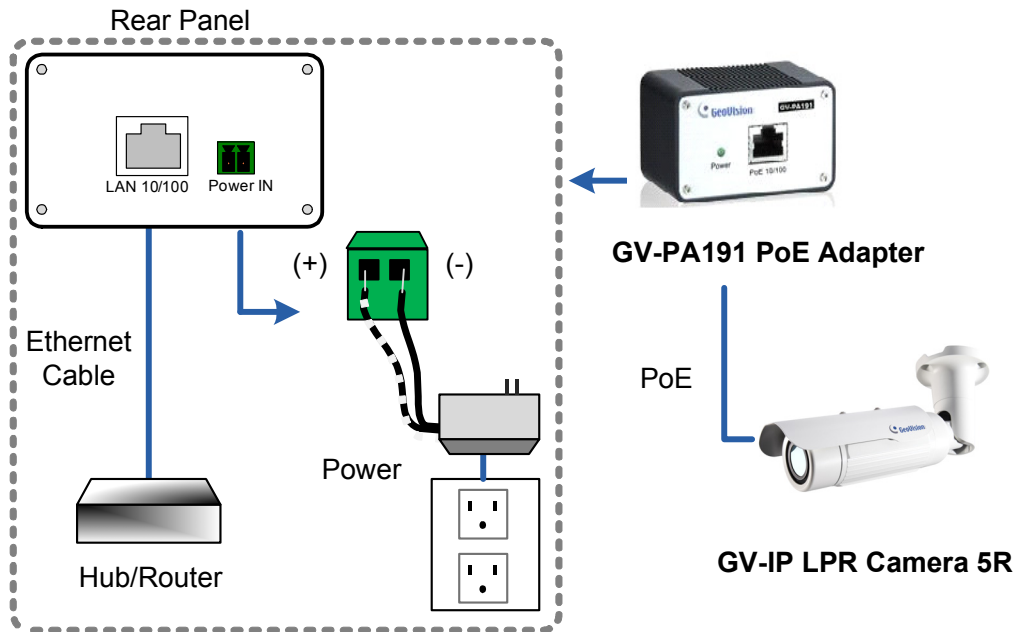 Rear Panel
LAN 10/100
Power IN
(+)
(-)
Ethernet
Cable
Power
Hub/Router
GeoVision
GV-PA191
Power
PoE 10/100
GV-PA191 PoE Adapter
PoE
GeoVision
GV-IP LPR Camera 5R